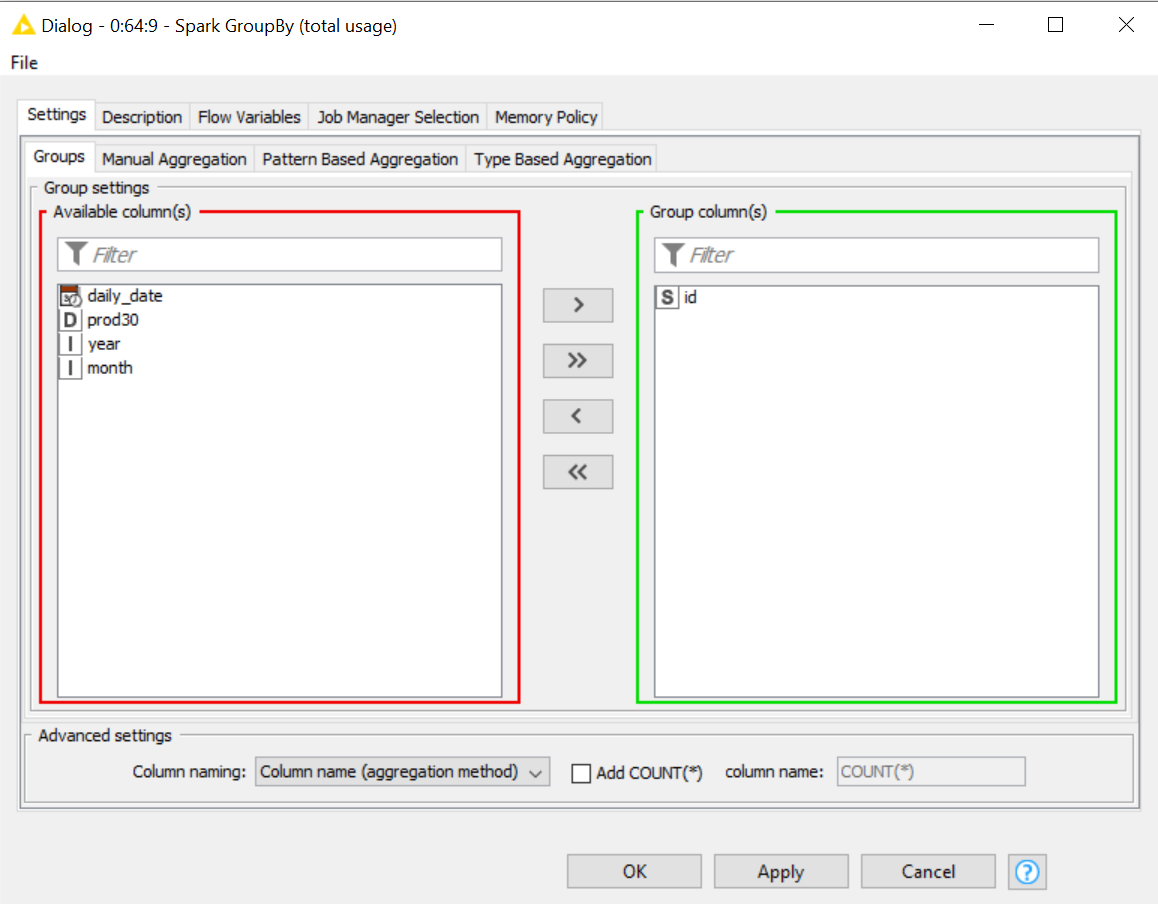 Dialog - 0:64:9 - Spark GroupBy (total usage)
File
Settings Description Flow Variables Job Manager Selection Memory Policy
Groups Manual Aggregation Pattern Based Aggregation Type Based Aggregation
Group settings
Available column(s)
Filter
daily_date
D prod30
I year
I month
>
>>
<
<<
Group column(s)
Filter
S id
Advanced settings
Column naming: Column name (aggregation method) Add COUNT(*) column name: COUNT(*)
OK Apply Cancel ?